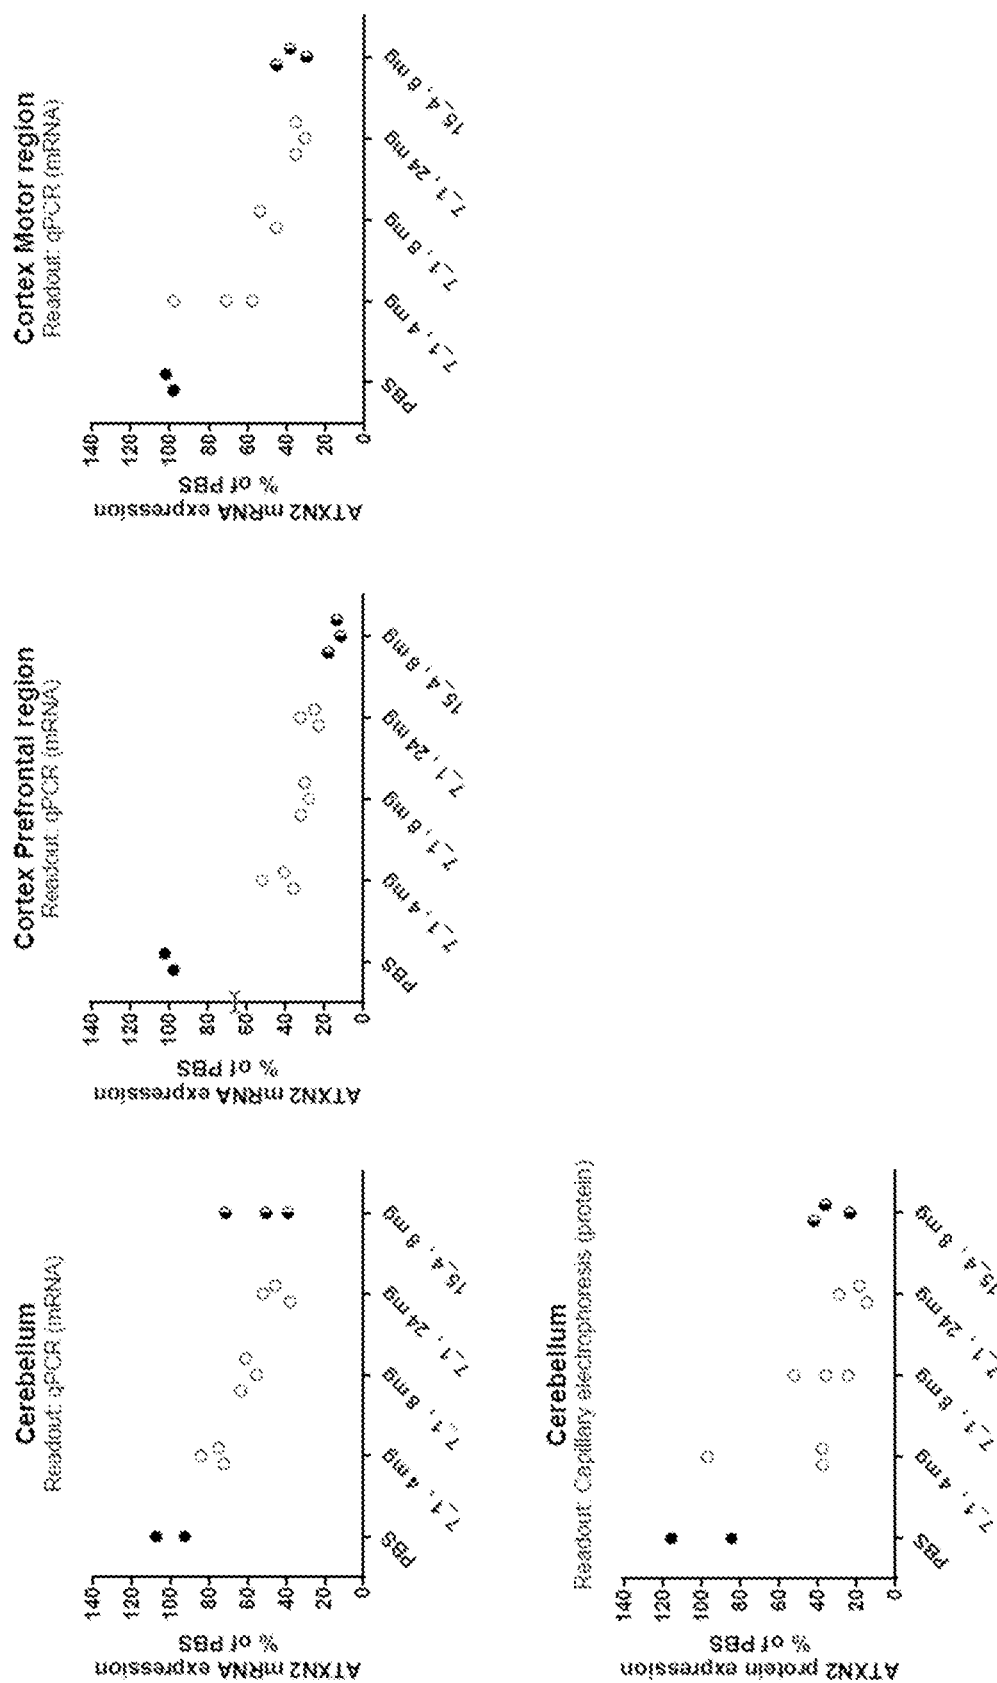 Cerebellum
Readout: qPCR (mRNA)
ATXN2 mRNA expression
% of PBS
140
120
100
80
60
40
20
0
PBS
7_1, 4 mg
7_1, 8 mg
7_1, 24 mg
15_4, 8 mg
Cortex Prefrontal region
Readout: qPCR (mRNA)
ATXN2 mRNA expression
% of PBS
140
120
100
80
60
40
20
0
PBS
7_1, 4 mg
7_1, 8 mg
7_1, 24 mg
15_4, 8 mg
Cortex Motor region
Readout: qPCR (mRNA)
ATXN2 mRNA expression
% of PBS
140
120
100
80
60
40
20
0
PBS
7_1, 4 mg
7_1, 8 mg
7_1, 24 mg
15_4, 8 mg
Cerebellum
Readout: Capillary electrophoresis (protein)
ATXN2 protein expression
% of PBS
140
120
100
80
60
40
20
0
PBS
7_1, 4 mg
7_1, 8 mg
7_1, 24 mg
15_4, 8 mg